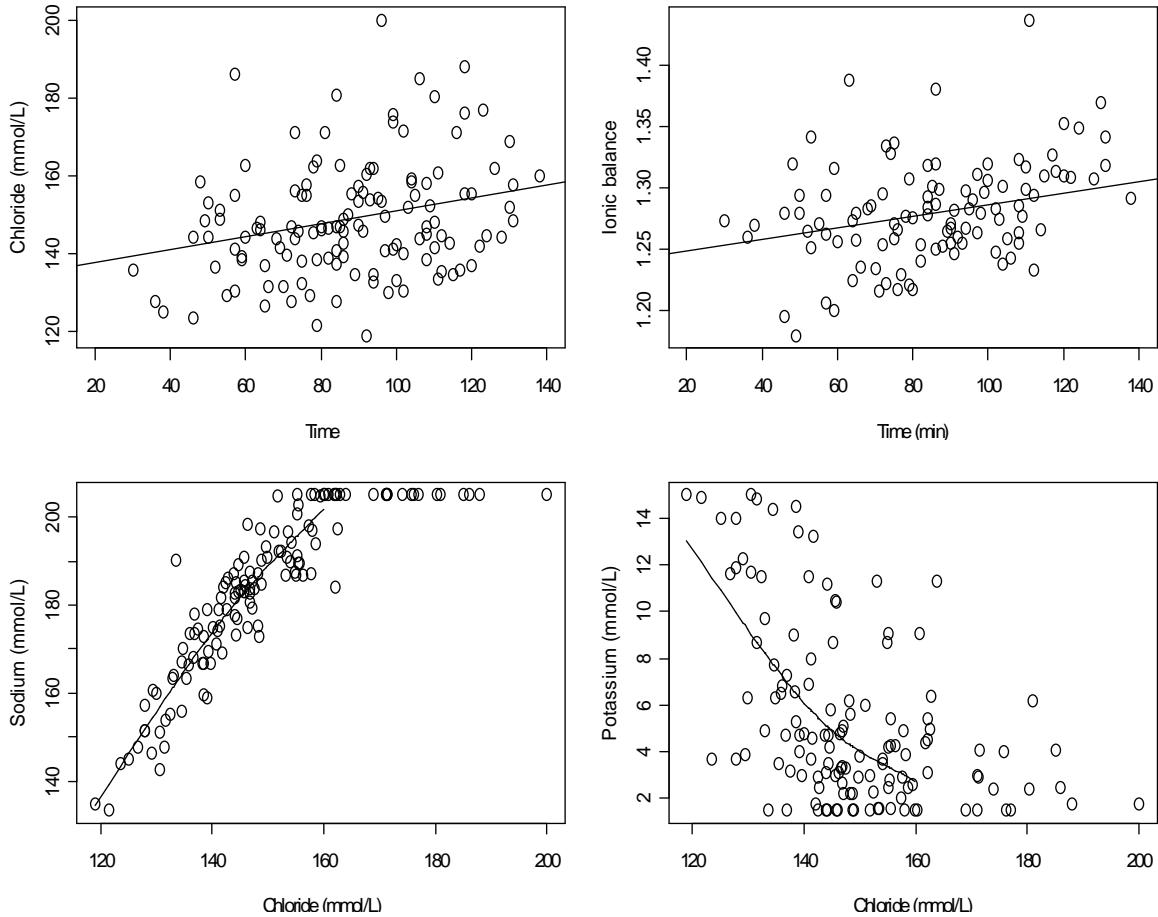 Chloride (mmol/L)
200
180
160
140
120
20 40 60 80 100 120 140
Time
Ionic balance
1.40
1.35
1.30
1.25
1.20
20 40 60 80 100 120 140
Time (min)
Sodium (mmol/L)
200
180
160
140
120 140 160 180 200
Chloride (mmol/L)
Potassium (mmol/L)
14
12
10
8
6
4
2
120 140 160 180 200
Chloride (mmol/L)